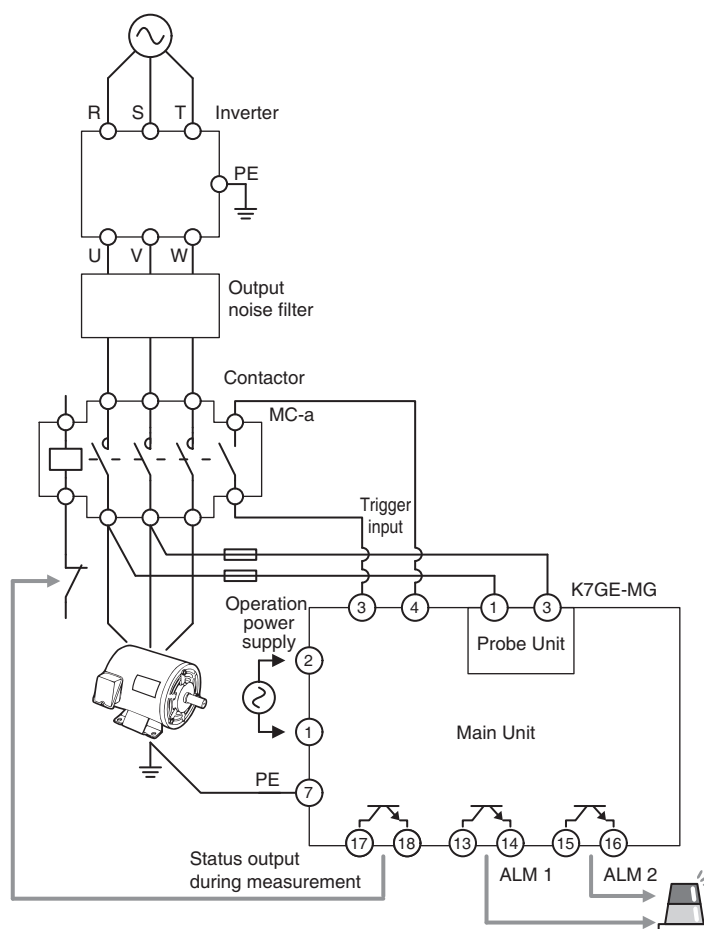 R S T Inverter
PE
U V W
Output
noise filter
Contactor
MC-a
Trigger
input
K7GE-MG
3 4 1 3
Operation
power
supply
Probe Unit
2
Main Unit
1
PE
7
17 18 13 14 15 16
Status output
during measurement
ALM 1 ALM 2